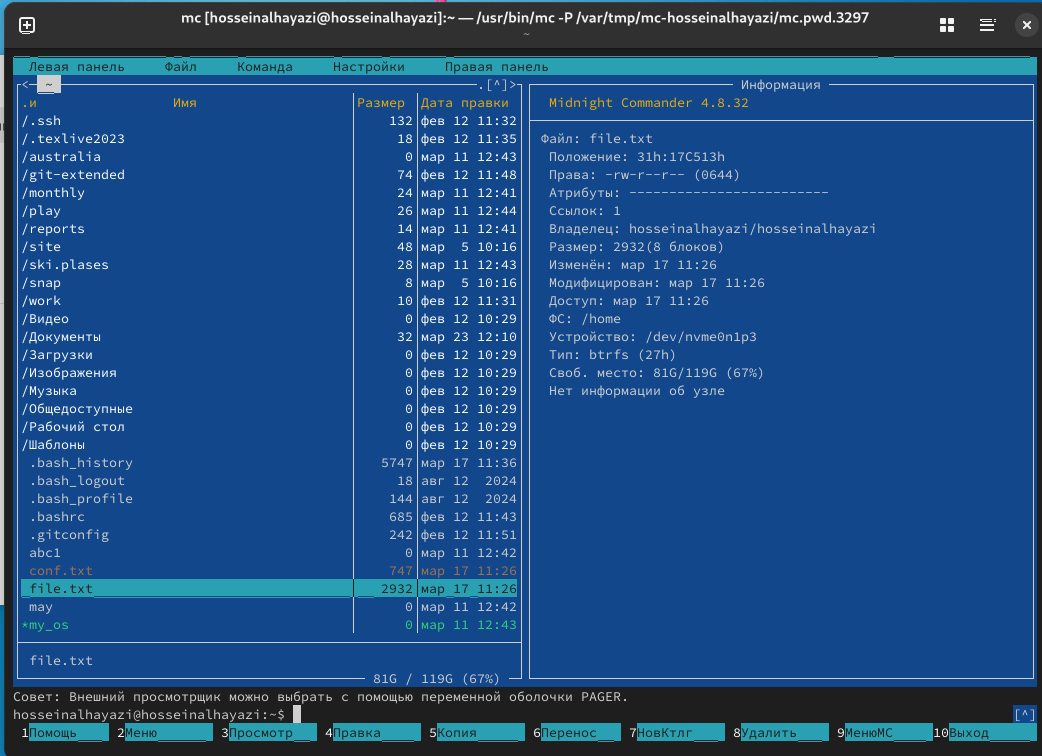 mc [hosseinalhayazi@hosseinalhayazi]:~ — /usr/bin/mc -P /var/tmp/mc-hosseinalhayazi/mc.pwd.3297
~
Левая панель Файл Команда Настройки Правая панель
<─ ~ .[^]>
.и Имя Размер Дата правки
/.ssh 132 фев 12 11:32
/.texlive2023 18 фев 12 11:35
/australia 0 мар 11 12:43
/git-extended 74 фев 12 11:48
/monthly 24 мар 11 12:41
/play 26 мар 11 12:44
/reports 14 мар 11 12:41
/site 48 мар 5 10:16
/ski.plases 28 мар 11 12:43
/snap 8 мар 5 10:16
/work 10 фев 12 11:31
/Видео 0 фев 12 10:29
/Документы 32 мар 23 12:10
/Загрузки 0 фев 12 10:29
/Изображения 0 фев 12 10:29
/Музыка 0 фев 12 10:29
/Общедоступные 0 фев 12 10:29
/Рабочий стол 0 фев 12 10:29
/Шаблоны 0 фев 12 10:29
.bash_history 5747 мар 17 11:36
.bash_logout 18 авг 12 2024
.bash_profile 144 авг 12 2024
.bashrc 685 фев 12 11:43
.gitconfig 242 фев 12 11:51
abc1 0 мар 11 12:42
conf.txt 747 мар 17 11:26
file.txt 2932 мар 17 11:26
may 0 мар 11 12:42
*my_os 0 мар 11 12:43
file.txt
81G / 119G (67%)
Информация
Midnight Commander 4.8.32
Файл: file.txt
Положение: 31h:17C513h
Права: -rw-r--r-- (0644)
Атрибуты: -------------------------
Ссылок: 1
Владелец: hosseinalhayazi/hosseinalhayazi
Размер: 2932(8 блоков)
Изменён: мар 17 11:26
Модифицирован: мар 17 11:26
Доступ: мар 17 11:26
ФС: /home
Устройство: /dev/nvme0n1p3
Тип: btrfs (27h)
Своб. место: 81G/119G (67%)
Нет информации об узле
Совет: Внешний просмотрщик можно выбрать с помощью переменной оболочки PAGER.
hosseinalhayazi@hosseinalhayazi:~$ [^]
1Помощь 2Меню 3Просмотр 4Правка 5Копия 6Перенос 7НовКтлг 8Удалить 9МенюMC 10Выход